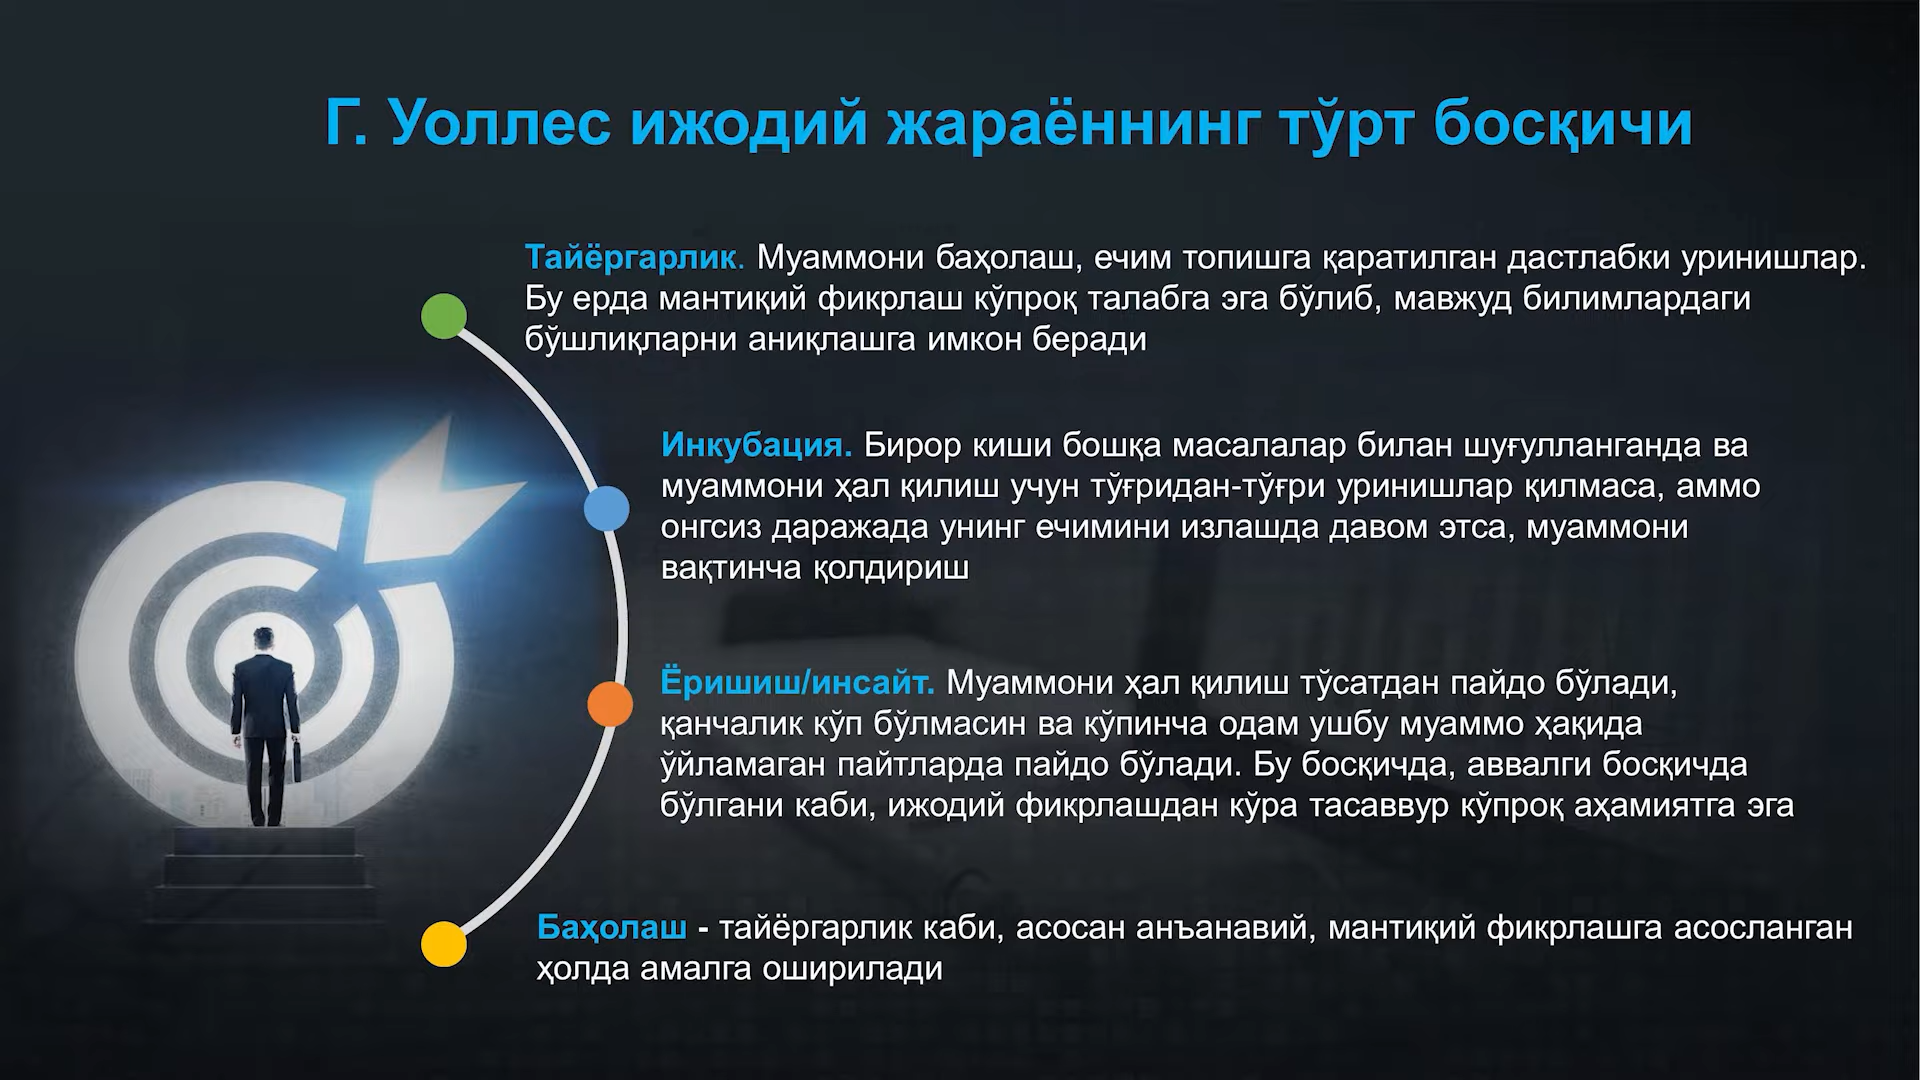 Г. Уоллес ижодий жараённинг тўрт босқичи
Тайёргарлик. Муаммони баҳолаш, ечим топишга қаратилган дастлабки уринишлар.
Бу ерда мантиқий фикрлаш кўпроқ талабга эга бўлиб, мавжуд билимлардаги
бўшлиқларни аниқлашга имкон беради
Инкубация. Бирор киши бошқа масалалар билан шуғулланганда ва
муаммони ҳал қилиш учун тўғридан-тўғри уринишлар қилмаса, аммо
онгсиз даражада унинг ечимини излашда давом этса, муаммони
вақтинча қолдириш
Ёришиш/инсайт. Муаммони ҳал қилиш тўсатдан пайдо бўлади,
қанчалик кўп бўлмасин ва кўпинча одам ушбу муаммо ҳақида
ўйламаган пайтларда пайдо бўлади. Бу босқичда, аввалги босқичда
бўлгани каби, ижодий фикрлашдан кўра тасаввур кўпроқ аҳамиятга эга
Баҳолаш - тайёргарлик каби, асосан анъанавий, мантиқий фикрлашга асосланган
ҳолда амалга оширилади